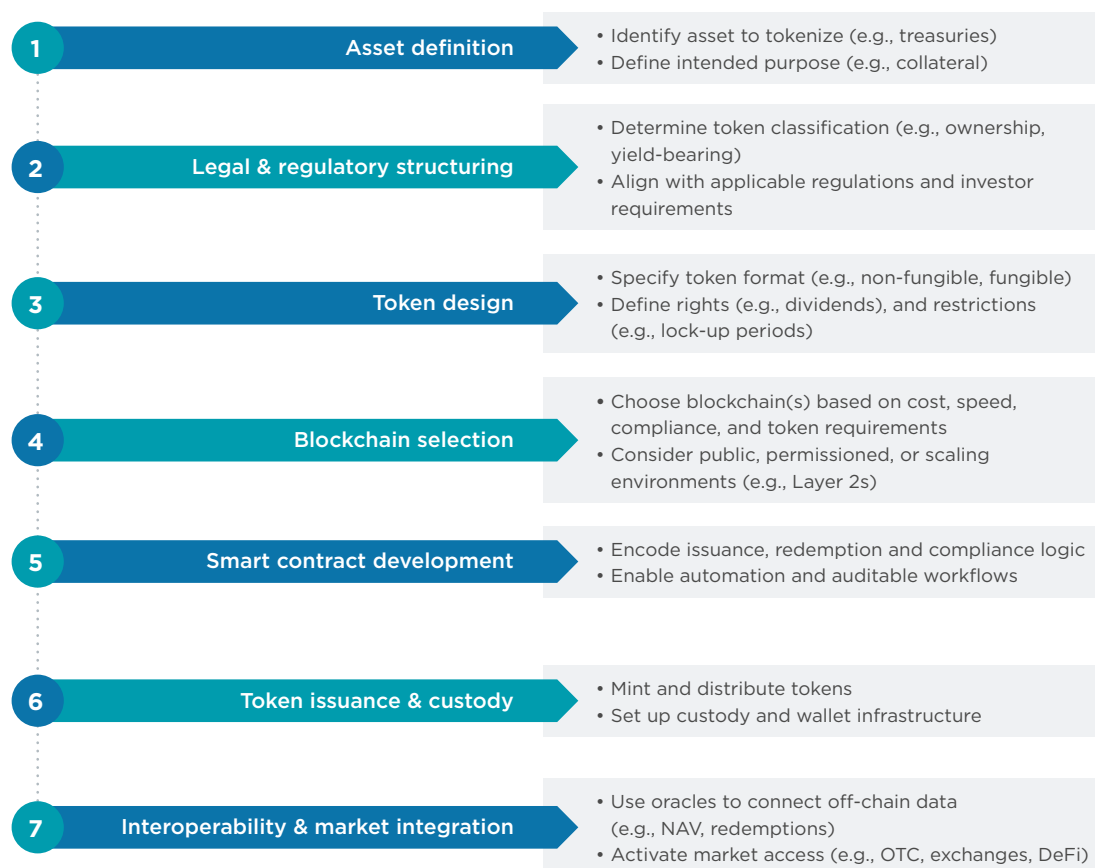 1
Asset definition
• Identify asset to tokenize (e.g., treasuries)
• Define intended purpose (e.g., collateral)
2
Legal & regulatory structuring
• Determine token classification (e.g., ownership,
yield-bearing)
• Align with applicable regulations and investor
requirements
3
Token design
• Specify token format (e.g., non-fungible, fungible)
• Define rights (e.g., dividends), and restrictions
(e.g., lock-up periods)
4
Blockchain selection
• Choose blockchain(s) based on cost, speed,
compliance, and token requirements
• Consider public, permissioned, or scaling
environments (e.g., Layer 2s)
5
Smart contract development
• Encode issuance, redemption and compliance logic
• Enable automation and auditable workflows
6
Token issuance & custody
• Mint and distribute tokens
• Set up custody and wallet infrastructure
7
Interoperability & market integration
• Use oracles to connect off-chain data
(e.g., NAV, redemptions)
• Activate market access (e.g., OTC, exchanges, DeFi)